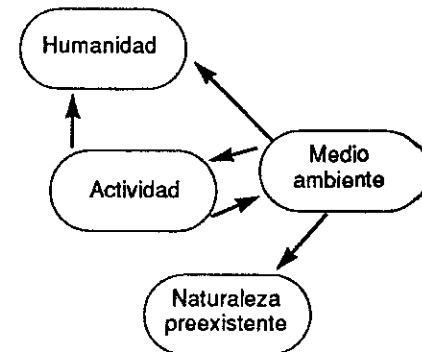 Humanidad
Medio
ambiente
Actividad
Naturaleza
preexistente